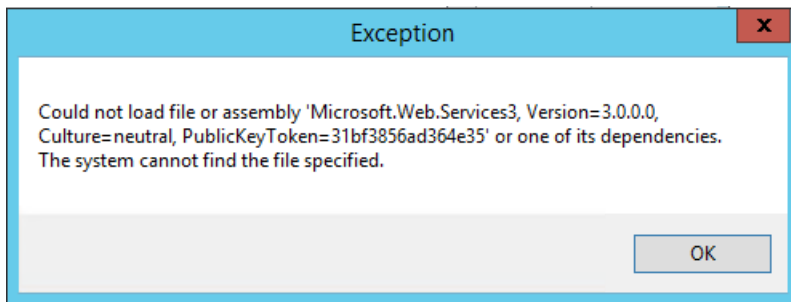 Exception
x
Could not load file or assembly 'Microsoft.Web.Services3, Version=3.0.0.0,
Culture=neutral, PublicKeyToken=31bf3856ad364e35' or one of its dependencies.
The system cannot find the file specified.
OK